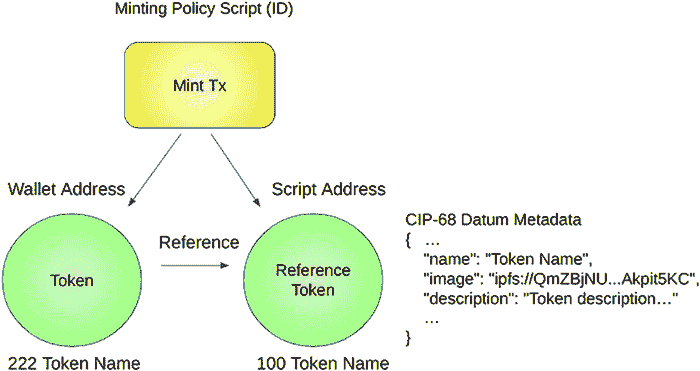 Minting Policy Script (ID)
Mint Tx
Wallet Address
Script Address
Token
Reference
Reference
Token
222 Token Name
100 Token Name
CIP-68 Datum Metadata
{ …
"name": "Token Name",
"image": "ipfs://QmZBjNU...Akpit5KC",
"description": "Token description…"
…
}